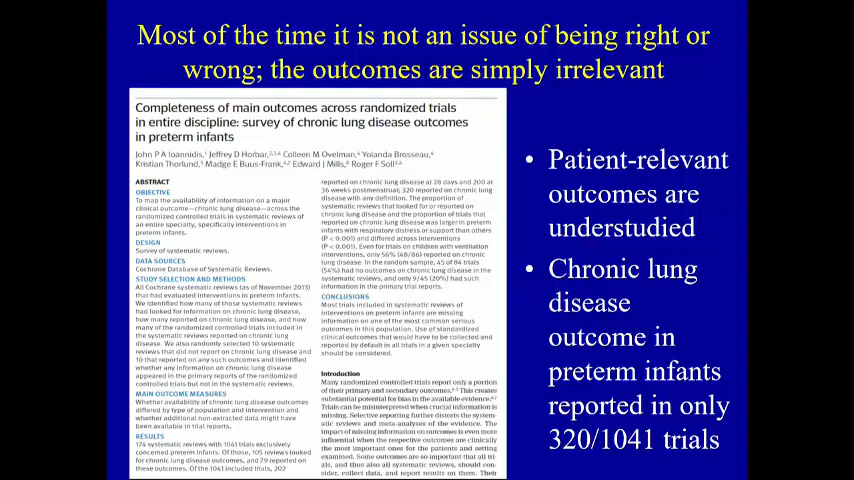 Most of the time it is not an issue of being right or
wrong; the outcomes are simply irrelevant
Completeness of main outcomes across randomized trials
in entire discipline: survey of chronic lung disease outcomes
in preterm infants
John P A Ioannidis, Jeffrey D Horbar, Colleen M Ovelman, Yolanda Brosseau,
Kristian Thorlund, Madge E Buus-Frank, Edward J Mills, Roger F Soll
ABSTRACT
OBJECTIVE
To map the availability of information on a major
clinical outcome—chronic lung disease—across the
randomized controlled trials in systematic reviews of
an entire specialty, specifically interventions in
preterm infants.
DESIGN
Survey of systematic reviews.
DATA SOURCES
Cochrane Database of Systematic Reviews.
STUDY SELECTION AND METHODS
All Cochrane systematic reviews (as of November 2013)
that had evaluated interventions in preterm infants.
We identified how many of those systematic reviews
had looked for information on chronic lung disease,
how many reported on chronic lung disease, and how
many of the randomized controlled trials included in
the systematic reviews reported on chronic lung
disease. We also randomly selected 10 systematic
reviews that did not report on chronic lung disease and
10 that reported on any such outcomes and identified
whether any information on chronic lung disease
appeared in the primary reports of the randomized
controlled trials but not in the systematic reviews.
MAIN OUTCOME MEASURES
Whether availability of chronic lung disease outcomes
differed by type of population and intervention and
whether additional non-extracted data might have
been available in trial reports.
RESULTS
174 systematic reviews with 1041 trials exclusively
concerned preterm infants. Of those, 105 reviews looked
for chronic lung disease outcomes, and 79 reported on
these outcomes. Of the 1041 included trials, 202
reported on chronic lung disease at 28 days and 200 at
36 weeks postmenstrual; 320 reported on chronic lung
disease with any definition. The proportion of
systematic reviews that looked for or reported on
chronic lung disease and the proportion of trials that
reported on chronic lung disease was larger in preterm
infants with respiratory distress or support than others
(P < 0.001) and differed across interventions
(P < 0.001). Even for trials on children with ventilation
interventions, only 56% (48/86) reported on chronic
lung disease. In the random sample, 45 of 84 trials
(54%) had no outcomes on chronic lung disease in the
systematic reviews, and only 9/45 (20%) had such
information in the primary trial reports.
CONCLUSIONS
Most trials included in systematic reviews of
interventions on preterm infants are missing
information on one of the most common serious
outcomes in this population. Use of standardized
clinical outcomes that would have to be collected and
reported by default in all trials in a given specialty
should be considered.
Introduction
Many randomized controlled trials report only a portion
of their primary and secondary outcomes. This creates
substantial potential for bias in the available evidence.
Trials can be misinterpreted when crucial information is
missing. Selective reporting further distorts the system-
atic reviews and meta-analyses of the evidence. The
impact of missing information on outcomes is even more
influential when the respective outcomes are clinically
the most important ones for the patients and setting
examined. Some outcomes are so important that all tri-
als, and thus also all systematic reviews, should con-
sider, collect data, and report results on them. Their
• Patient-relevant
outcomes are
understudied
• Chronic lung
disease
outcome in
preterm infants
reported in only
320/1041 trials